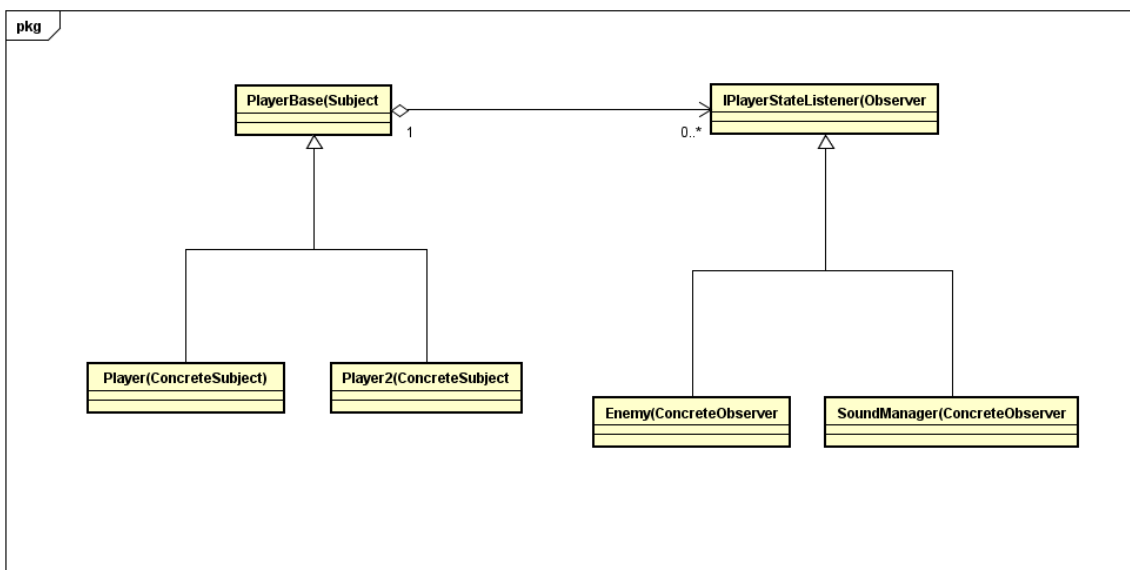 pkg
PlayerBase(Subject
IPlayerStateListener(Observer
1
0..*
Player(ConcreteSubject)
Player2(ConcreteSubject
Enemy(ConcreteObserver
SoundManager(ConcreteObserver